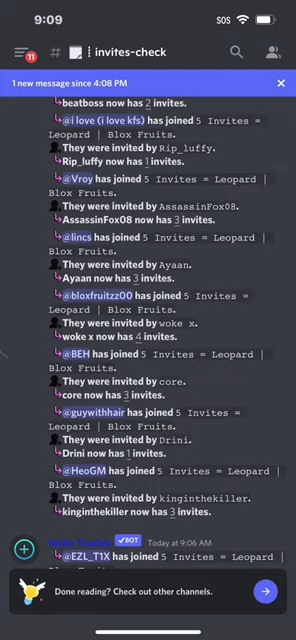 9:09
SOS
11
# invites-check
1 new message since 4:08 PM
beatboss now has 2 invites.
@i love (i love kfs) has joined 5 Invites =
Leopard | Blox Fruits.
They were invited by Rip_luffy.
Rip_luffy now has 1 invites.
@Vroy has joined 5 Invites = Leopard |
Blox Fruits.
They were invited by AssassinFox08.
AssassinFox08 now has 3 invites.
@lincs has joined 5 Invites = Leopard |
Blox Fruits.
They were invited by Ayaan.
Ayaan now has 3 invites.
@bloxfruitzz00 has joined 5 Invites =
Leopard | Blox Fruits.
They were invited by woke x.
woke x now has 4 invites.
@BEH has joined 5 Invites = Leopard |
Blox Fruits.
They were invited by core.
core now has 3 invites.
@guywithhair has joined 5 Invites =
Leopard | Blox Fruits.
They were invited by Drini.
Drini now has 1 invites.
@HeoGM has joined 5 Invites = Leopard |
Blox Fruits.
They were invited by kinginthekiller.
kinginthekiller now has 3 invites.
Invite Tracker BOT Today at 9:06 AM
@EZL_T1X has joined 5 Invites = Leopard |
Blox Fruits.
Done reading? Check out other channels.